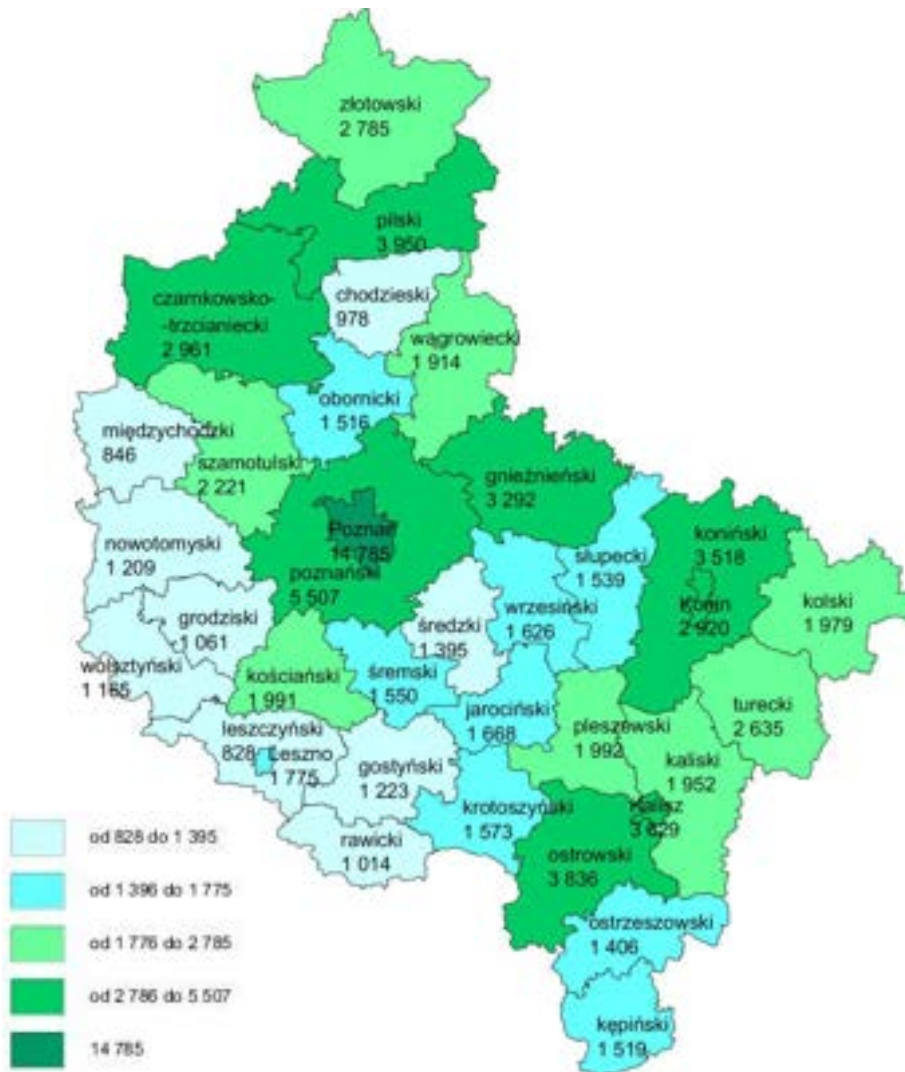 złotowski
2 785
pilski
3 950
chodzieski
978
czarnkowsko-
-trzcianecki
2 961
wągrowiecki
1 914
obornicki
1 516
międzychodzki
846
szamotulski
2 221
gnieźnieński
3 292
Poznań
14 785
poznański
5 507
nowotomyski
1 209
słupecki
1 539
koniński
3 518
Konin
2 920
kolski
1 979
wrzesiński
1 626
średzki
1 395
grodziski
1 061
wolsztyński
1 165
kościański
1 991
śremski
1 550
jarociński
1 668
pleszewski
1 992
turecki
2 635
kaliski
1 952
leszczyński
828
Leszno
1 775
gostyński
1 223
krotoszyński
1 573
Kalisz
3 829
rawicki
1 014
ostrowski
3 836
ostrzeszowski
1 406
kępiński
1 519
od 828 do 1 395
od 1 396 do 1 775
od 1 776 do 2 785
od 2 786 do 5 507
14 785